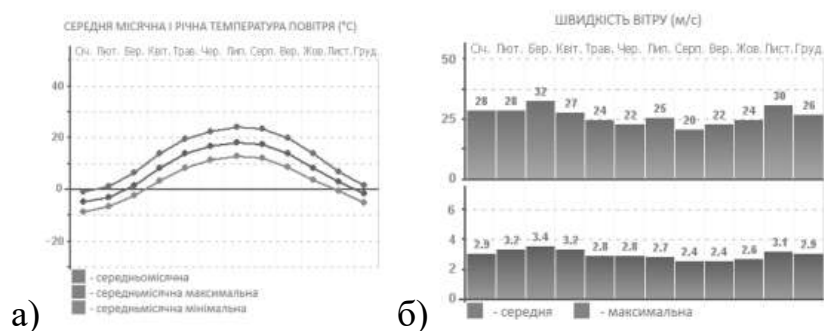 СЕРЕДНЯ МІСЯЧНА І РІЧНА ТЕМПЕРАТУРА ПОВІТРЯ (°C)
Січ. Лют. Бер. Квіт. Трав. Чер. Лип. Серп. Вер. Жов. Лист. Груд.
40
20
0
-20
- середньомісячна
- середньмісячна максимальна
- середньмісячна мінімальна
а)
ШВИДКІСТЬ ВІТРУ (м/с)
Січ. Лют. Бер. Квіт. Трав. Чер. Лип. Серп. Вер. Жов. Лист. Груд.
50
25
0
28 28 32 27 24 22 25 20 22 24 30 26
6
4
2
0
2.9 3.2 3.4 3.2 2.8 2.8 2.7 2.4 2.4 2.6 3.1 2.9
- середня - максимальна
б)